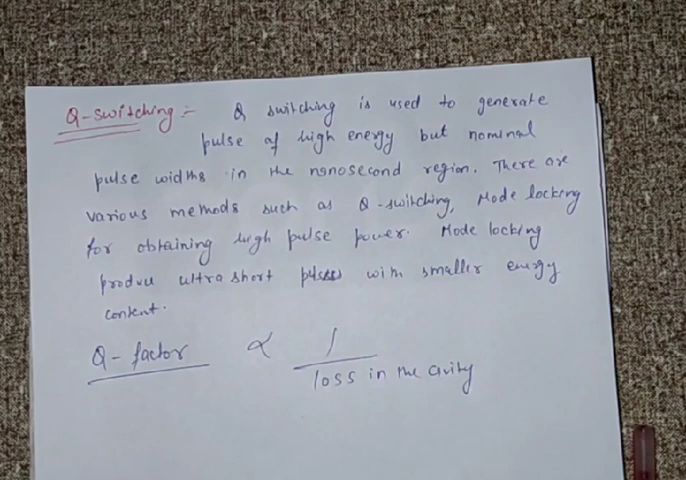 Q-switching :- Q switching is used to generate
pulse of high energy but nominal
pulse widths in the nanosecond region. There are
various methods such as Q-switching, Mode locking
for obtaining high pulse power. Mode locking
produce ultra short pulses with smaller energy
content.
Q-factor ∝ 1
loss in the cavity